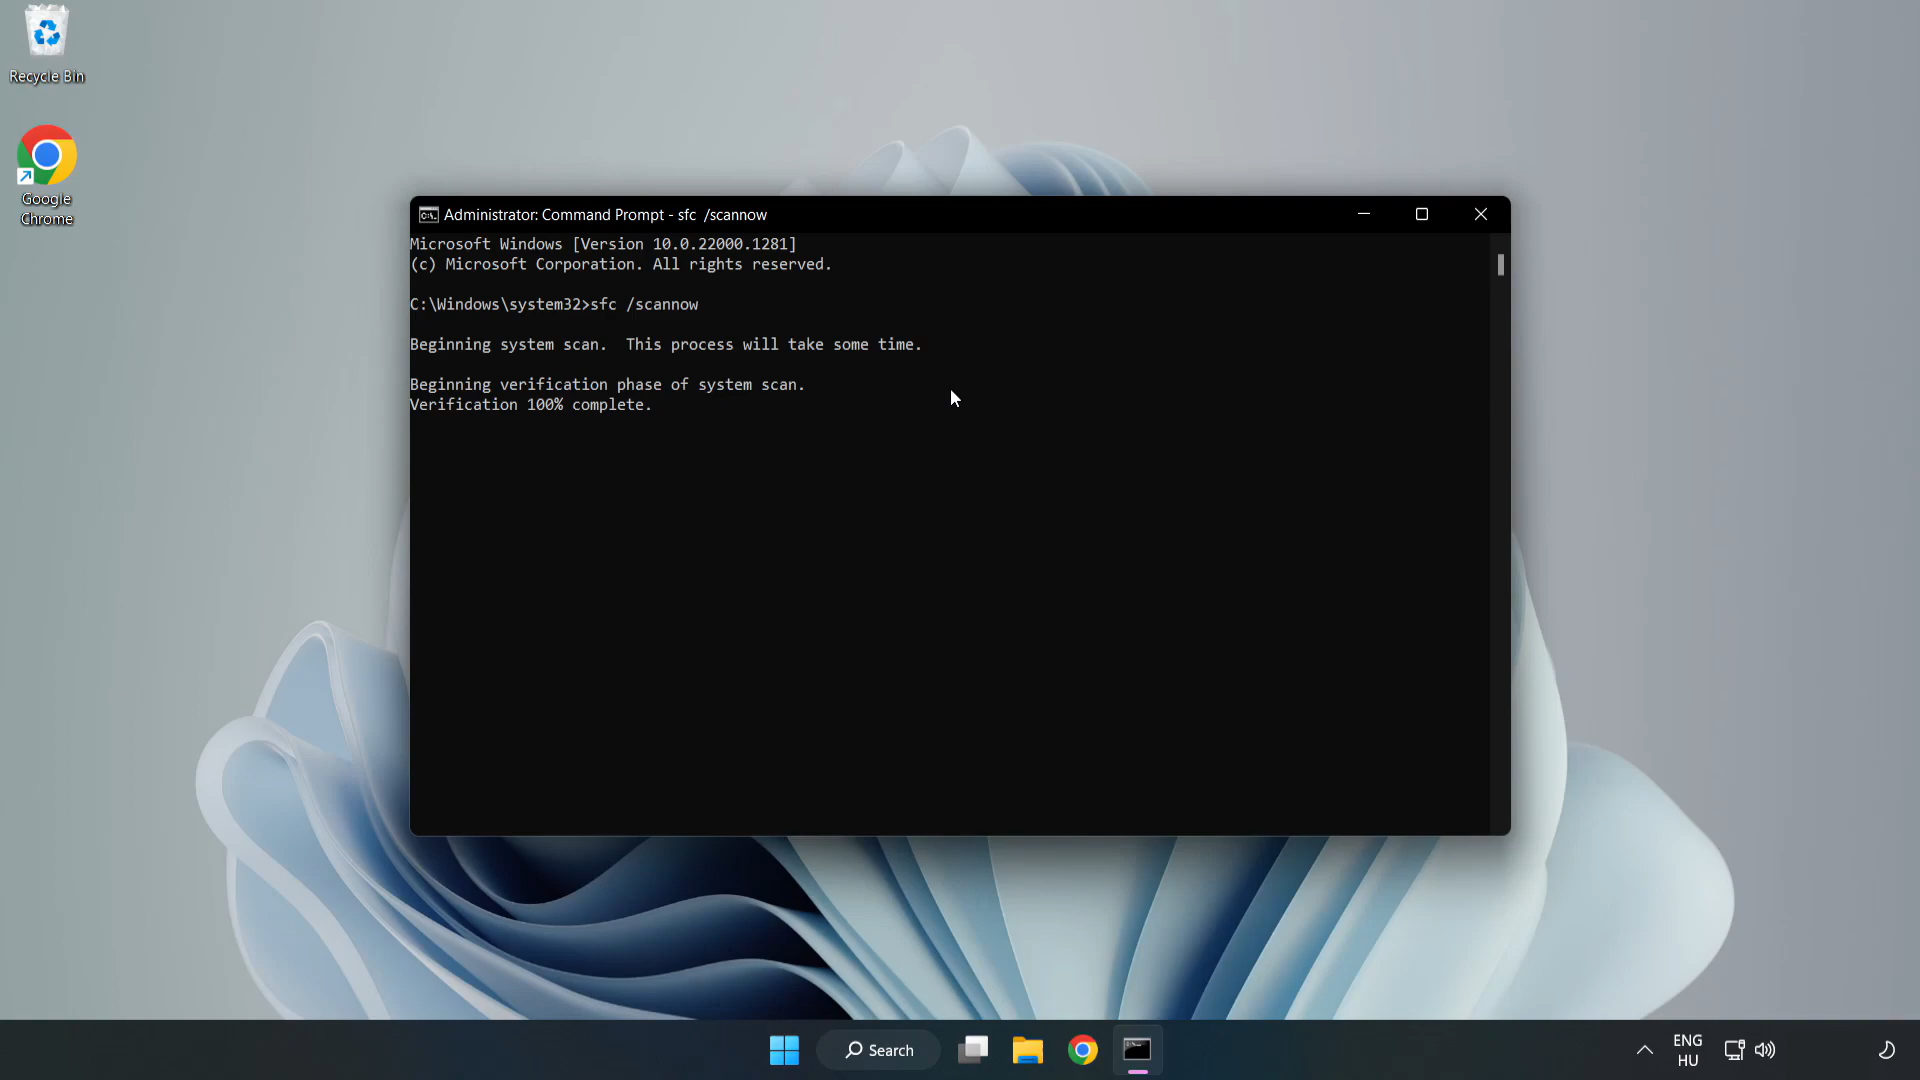 Recycle Bin
Google
Chrome
Administrator: Command Prompt - sfc  /scannow
Microsoft Windows [Version 10.0.22000.1281]
(c) Microsoft Corporation. All rights reserved.
C:\Windows\system32>sfc /scannow
Beginning system scan.  This process will take some time.
Beginning verification phase of system scan.
Verification 100% complete.
Search
ENG
HU